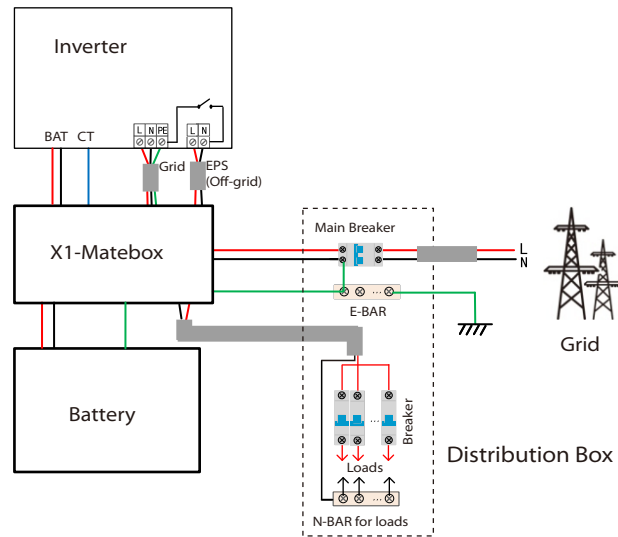 Inverter
BAT CT
L N PE
L N
Grid
EPS
(Off-grid)
X1-Matebox
Main Breaker
L
N
... 
E-BAR
Grid
Battery
...
Breaker
Loads
...
N-BAR for loads
Distribution Box